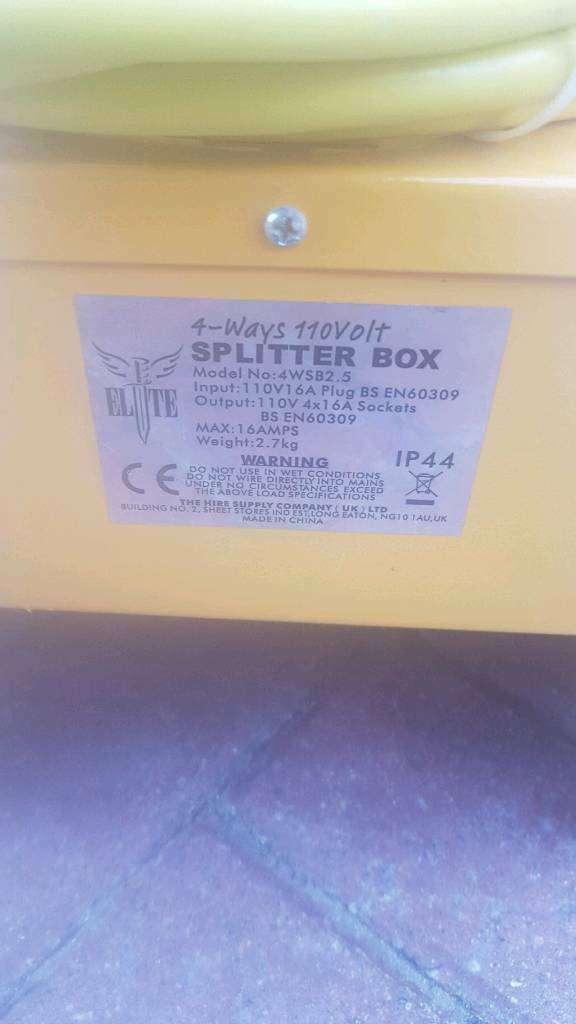 4-Ways 110Volt
SPLITTER BOX
ELITE
Model No:4WSB2.5
Input:110V16A Plug BS EN60309
Output:110V 4x16A Sockets
BS EN60309
MAX:16AMPS
Weight:2.7kg
WARNING
IP44
CE
DO NOT USE IN WET CONDITIONS
DO NOT WIRE DIRECTLY INTO MAINS
UNDER NO CIRCUMSTANCES EXCEED
THE ABOVE LOAD SPECIFICATIONS
THE HIRE SUPPLY COMPANY ( UK ) LTD
BUILDING NO. 2, SHEET STORES IND EST,LONG EATON, NG10 1AU,UK
MADE IN CHINA